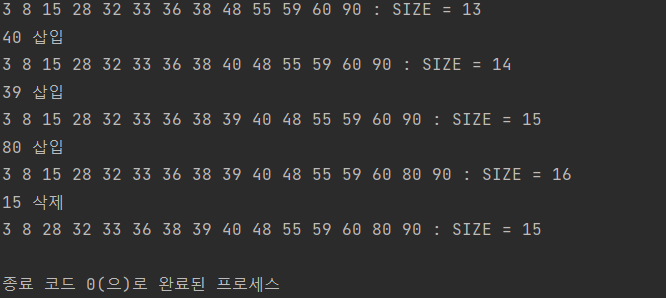 3 8 15 28 32 33 36 38 48 55 59 60 90 : SIZE = 13
40 삽입
3 8 15 28 32 33 36 38 40 48 55 59 60 90 : SIZE = 14
39 삽입
3 8 15 28 32 33 36 38 39 40 48 55 59 60 90 : SIZE = 15
80 삽입
3 8 15 28 32 33 36 38 39 40 48 55 59 60 80 90 : SIZE = 16
15 삭제
3 8 28 32 33 36 38 39 40 48 55 59 60 80 90 : SIZE = 15
종료 코드 0(으)로 완료된 프로세스